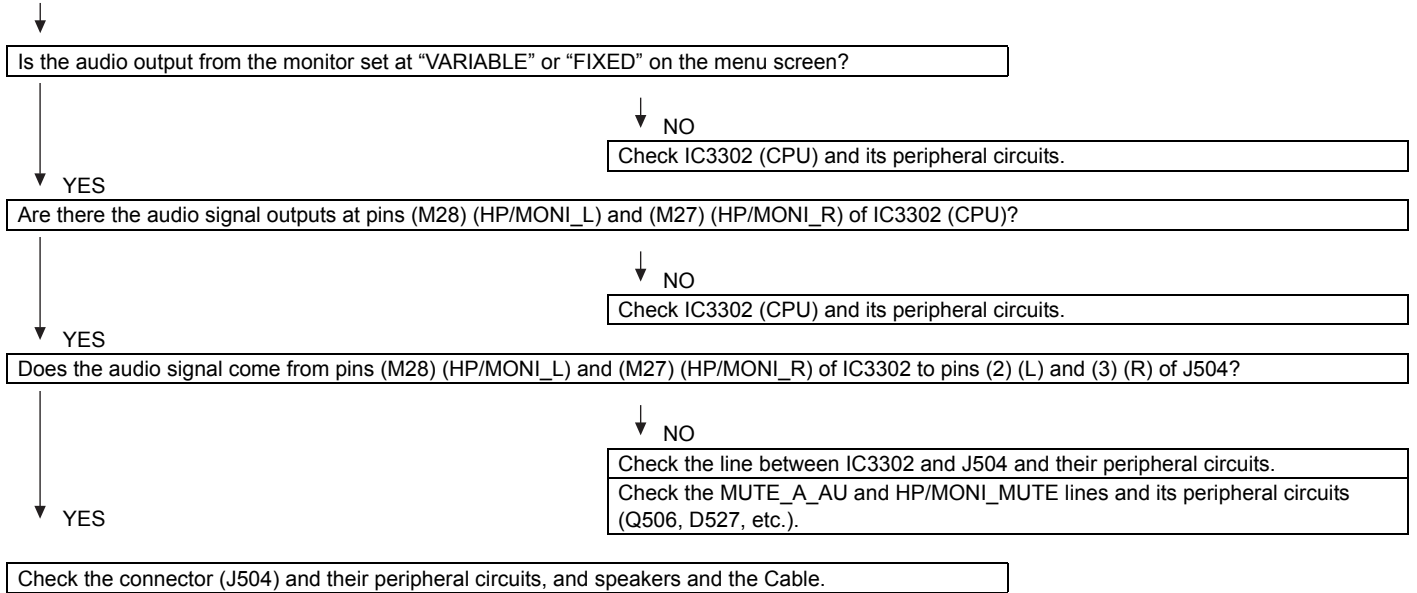 Is the audio output from the monitor set at “VARIABLE” or “FIXED” on the menu screen?
NO
Check IC3302 (CPU) and its peripheral circuits.
YES
Are there the audio signal outputs at pins (M28) (HP/MONI_L) and (M27) (HP/MONI_R) of IC3302 (CPU)?
NO
Check IC3302 (CPU) and its peripheral circuits.
YES
Does the audio signal come from pins (M28) (HP/MONI_L) and (M27) (HP/MONI_R) of IC3302 to pins (2) (L) and (3) (R) of J504?
NO
Check the line between IC3302 and J504 and their peripheral circuits.
Check the MUTE_A_AU and HP/MONI_MUTE lines and its peripheral circuits
(Q506, D527, etc.).
YES
Check the connector (J504) and their peripheral circuits, and speakers and the Cable.